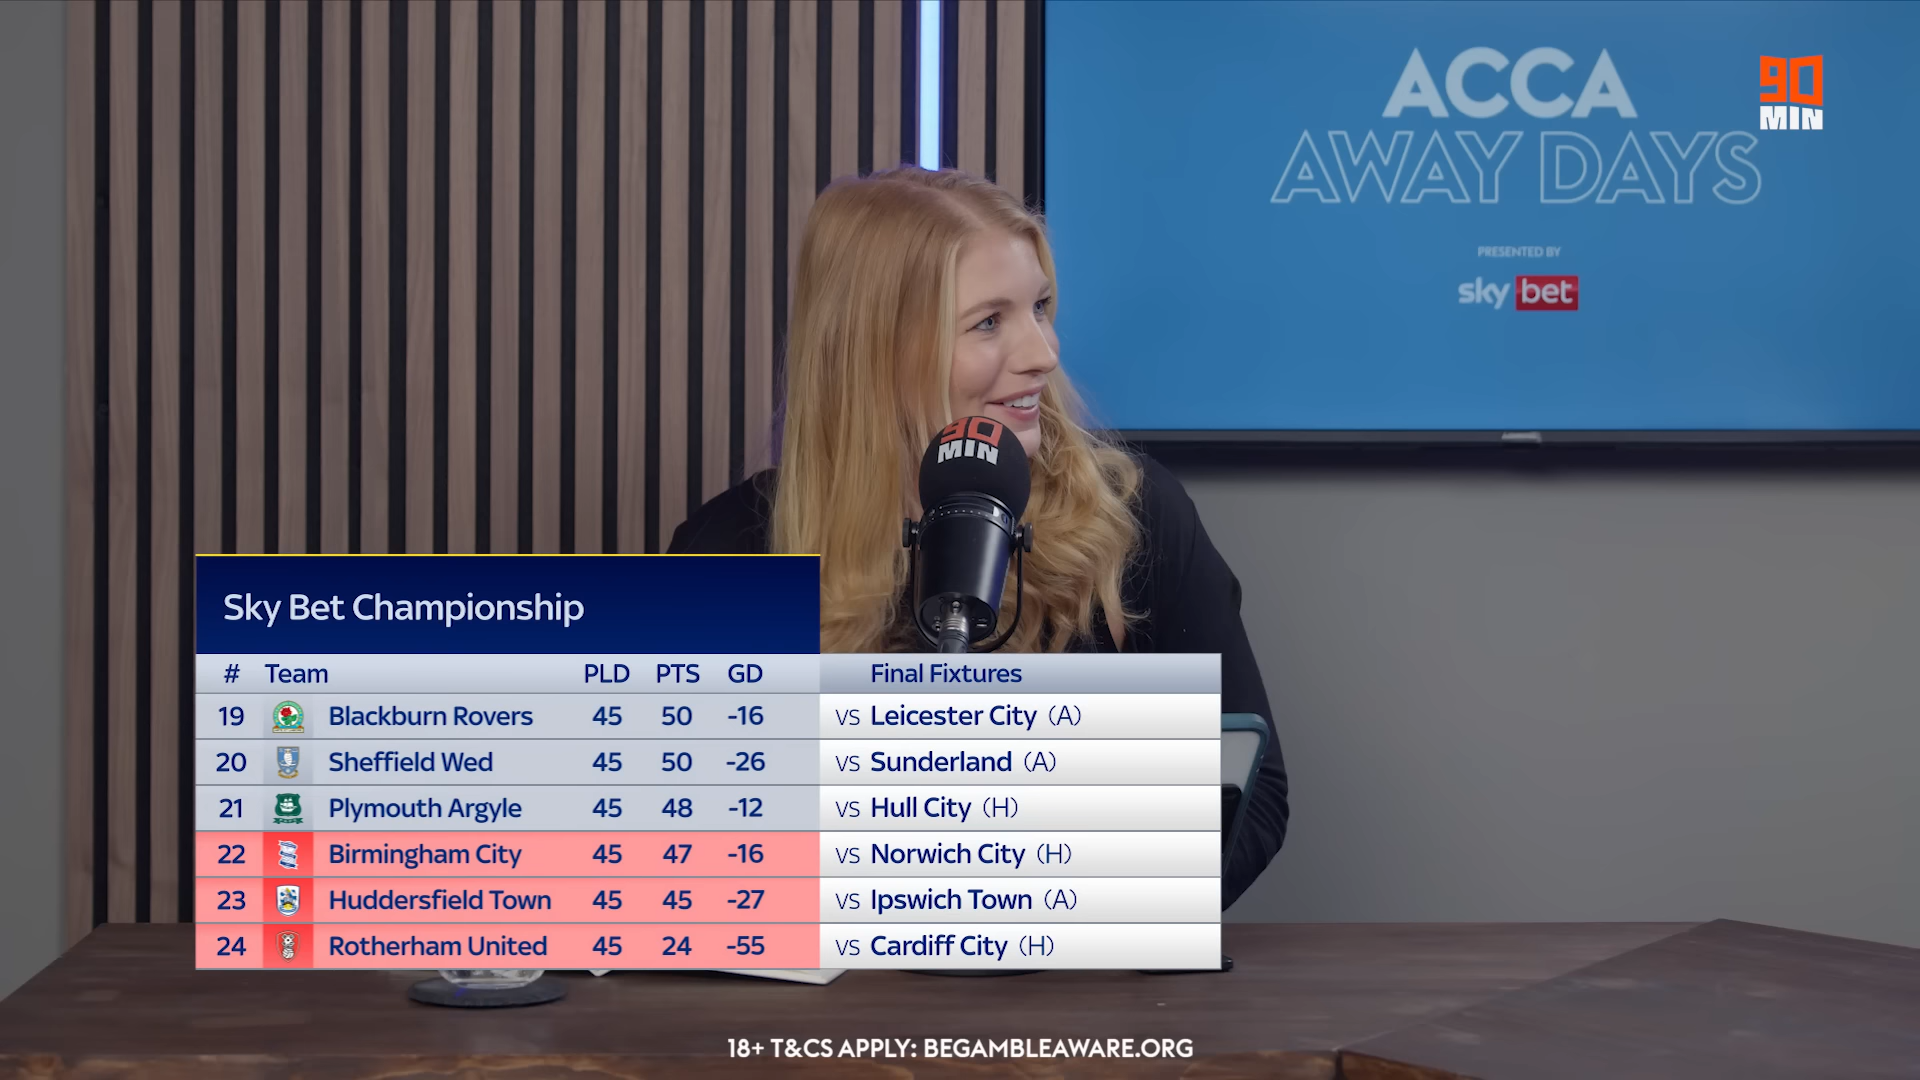 ACCA
AWAY DAYS
PRESENTED BY
sky bet
90
MIN
90
MIN
Sky Bet Championship
# Team PLD PTS GD Final Fixtures
19 Blackburn Rovers 45 50 -16 vs Leicester City (A)
20 Sheffield Wed 45 50 -26 vs Sunderland (A)
21 Plymouth Argyle 45 48 -12 vs Hull City (H)
22 Birmingham City 45 47 -16 vs Norwich City (H)
23 Huddersfield Town 45 45 -27 vs Ipswich Town (A)
24 Rotherham United 45 24 -55 vs Cardiff City (H)
18+ T&CS APPLY: BEGAMBLEAWARE.ORG